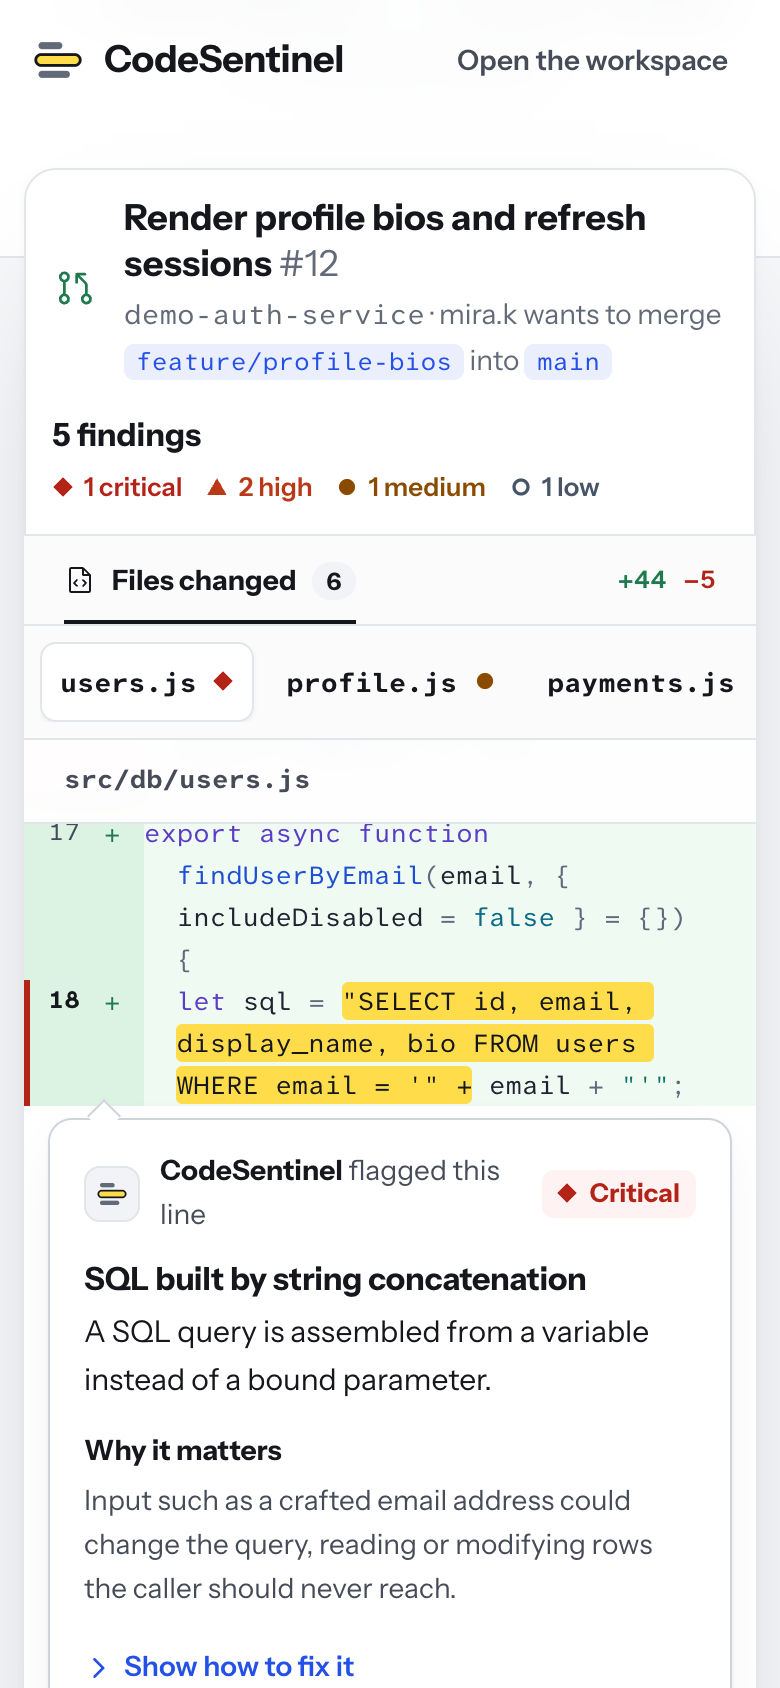 CodeSentinel
Open the workspace
Render profile bios and refresh
sessions #12
demo-auth-service · mira.k wants to merge
feature/profile-bios into main
5 findings
1 critical 2 high 1 medium 1 low
Files changed 6 +44 −5
users.js profile.js payments.js
src/db/users.js
17 + export async function
findUserByEmail(email, {
includeDisabled = false } = {})
{
18 + let sql = "SELECT id, email,
display_name, bio FROM users
WHERE email = '" + email + "'";
CodeSentinel flagged this
line
Critical
SQL built by string concatenation
A SQL query is assembled from a variable
instead of a bound parameter.
Why it matters
Input such as a crafted email address could
change the query, reading or modifying rows
the caller should never reach.
Show how to fix it